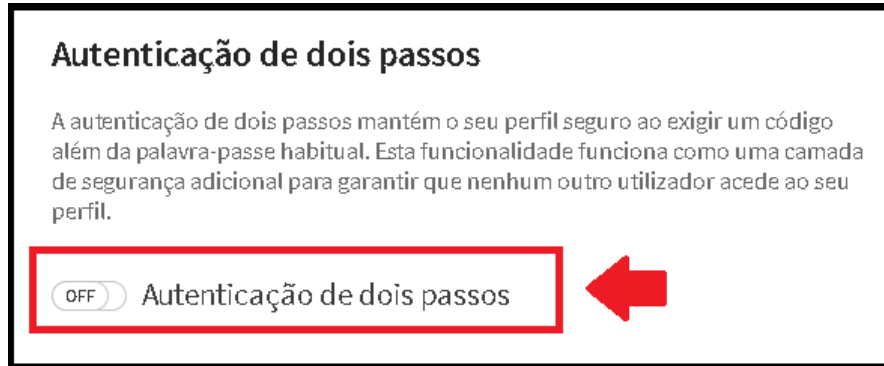 Autenticação de dois passos
A autenticação de dois passos mantém o seu perfil seguro ao exigir um código
além da palavra-passe habitual. Esta funcionalidade funciona como uma camada
de segurança adicional para garantir que nenhum outro utilizador acede ao seu
perfil.
OFF Autenticação de dois passos